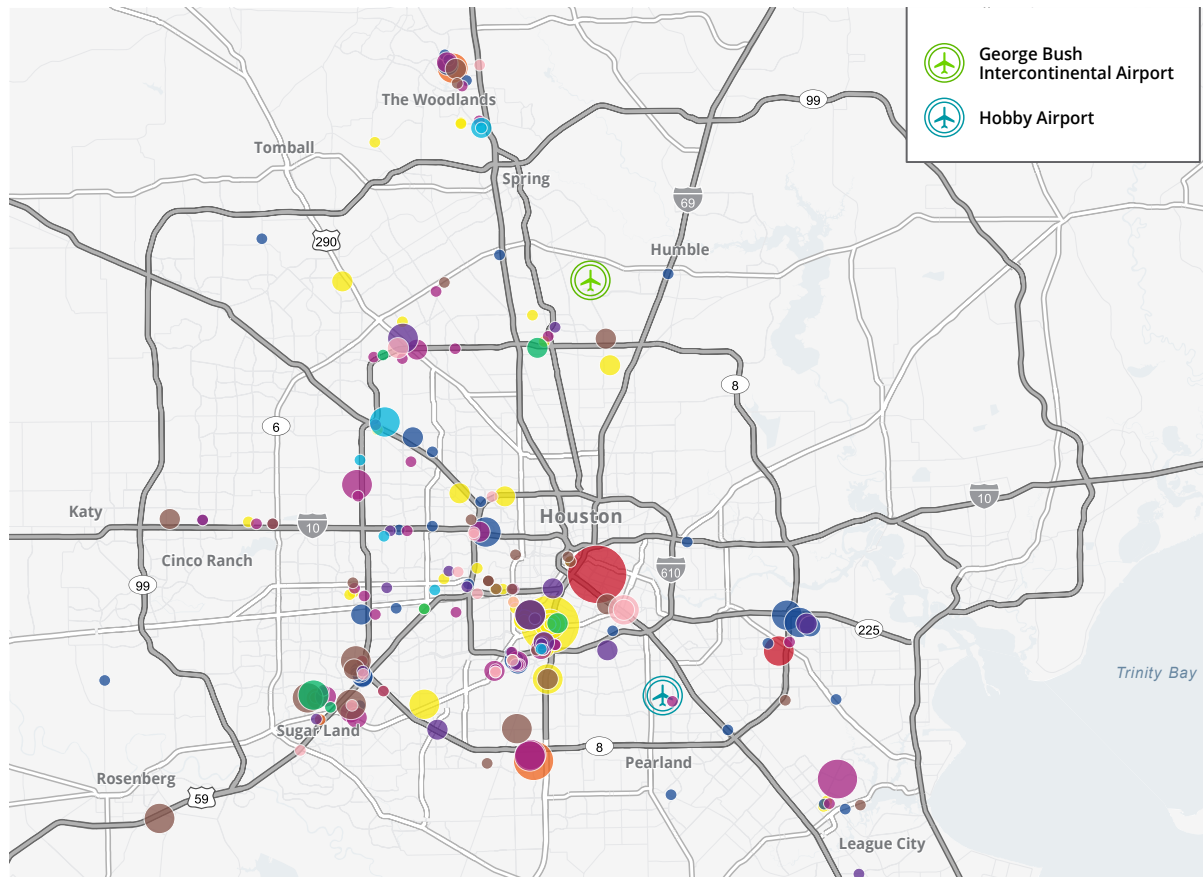 George Bush
Intercontinental Airport
99
Hobby Airport
The Woodlands
Tomball
Spring
69
290
Humble
8
6
10
Katy
Houston
10
Cinco Ranch
610
99
225
Trinity Bay
Sugar Land
8
Pearland
Rosenberg
59
League City